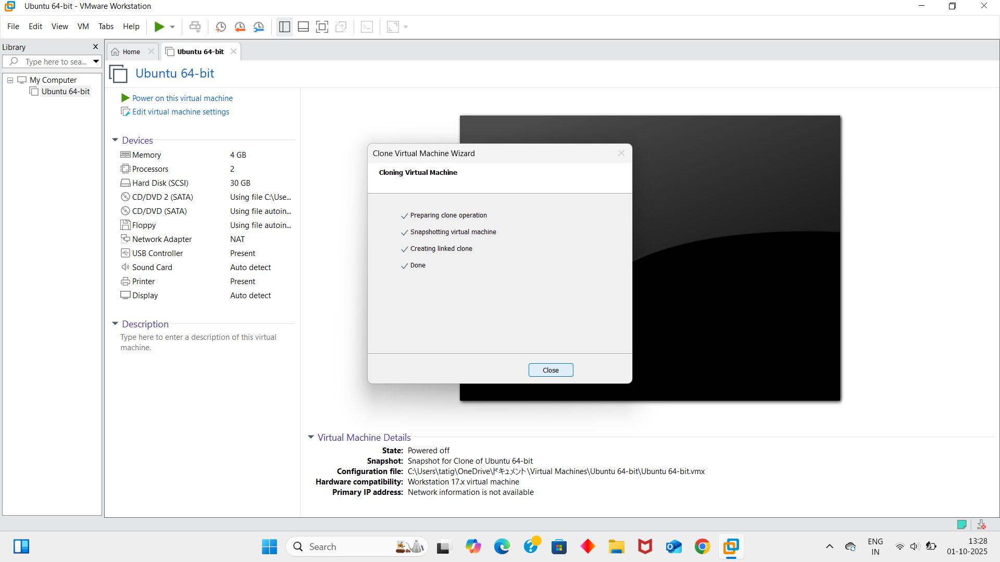 Ubuntu 64-bit - VMware Workstation
File Edit View VM Tabs Help
Library
Type here to sea...
My Computer
Ubuntu 64-bit
Home
Ubuntu 64-bit
Ubuntu 64-bit
Power on this virtual machine
Edit virtual machine settings
Devices
Memory 4 GB
Processors 2
Hard Disk (SCSI) 30 GB
CD/DVD 2 (SATA) Using file C:\Use...
CD/DVD (SATA) Using file autoin...
Floppy Using file autoin...
Network Adapter NAT
USB Controller Present
Sound Card Auto detect
Printer Present
Display Auto detect
Description
Type here to enter a description of this virtual
machine.
Clone Virtual Machine Wizard
Cloning Virtual Machine
Preparing clone operation
Snapshotting virtual machine
Creating linked clone
Done
Close
Virtual Machine Details
State: Powered off
Snapshot: Snapshot for Clone of Ubuntu 64-bit
Configuration file: C:\Users\tatig\OneDrive\ドキュメント\Virtual Machines\Ubuntu 64-bit\Ubuntu 64-bit.vmx
Hardware compatibility: Workstation 17.x virtual machine
Primary IP address: Network information is not available
Search
ENG
IN
13:28
01-10-2025